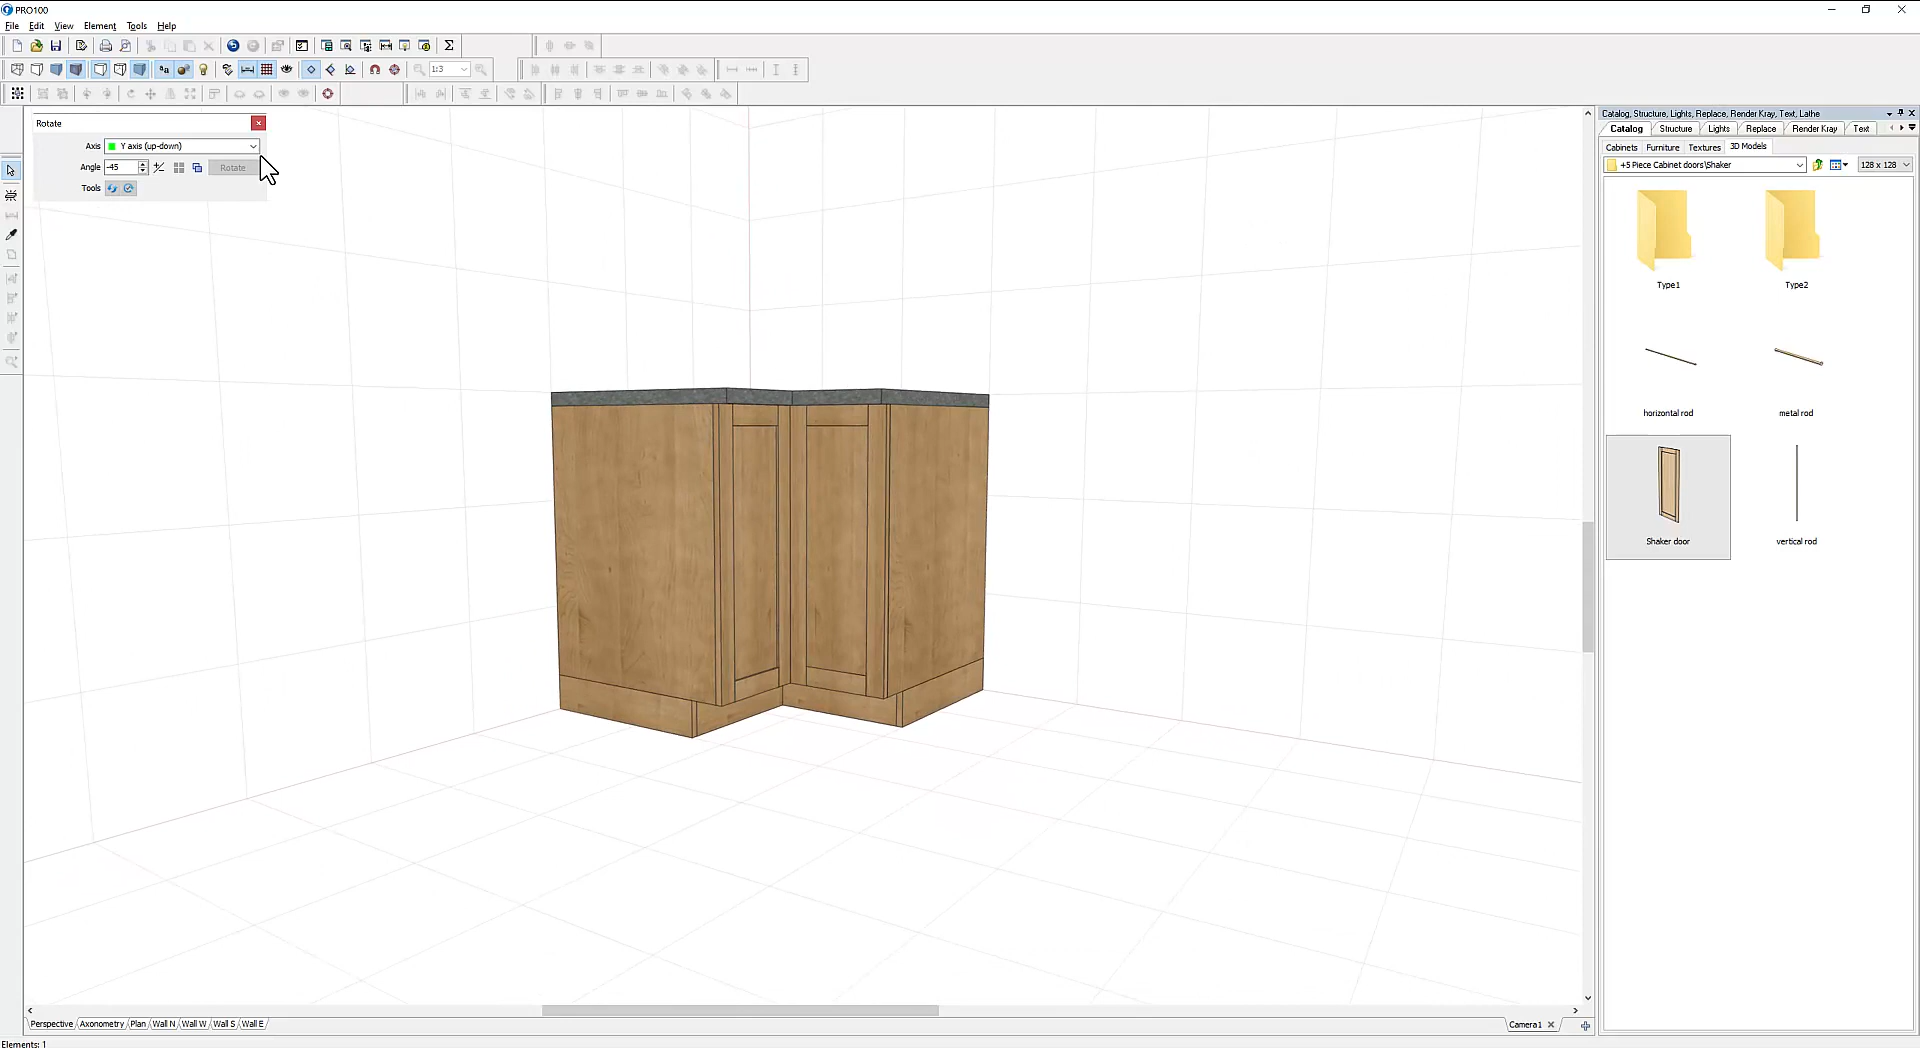 PRO100
File Edit View Element Tools Help
1:3
Rotate
Axis Y axis (up-down)
Angle -45 Rotate
Tools
Catalog, Structure, Lights, Replace, Render Kray, Text, Lathe
Catalog Structure Lights Replace Render Kray Text
Cabinets Furniture Textures 3D Models
+5 Piece Cabinet doors\Shaker 128 x 128
Type1 Type2
horizontal rod metal rod
Shaker door vertical rod
Perspective Axonometry Plan Wall N Wall W Wall S Wall E
Camera1
Elements: 1